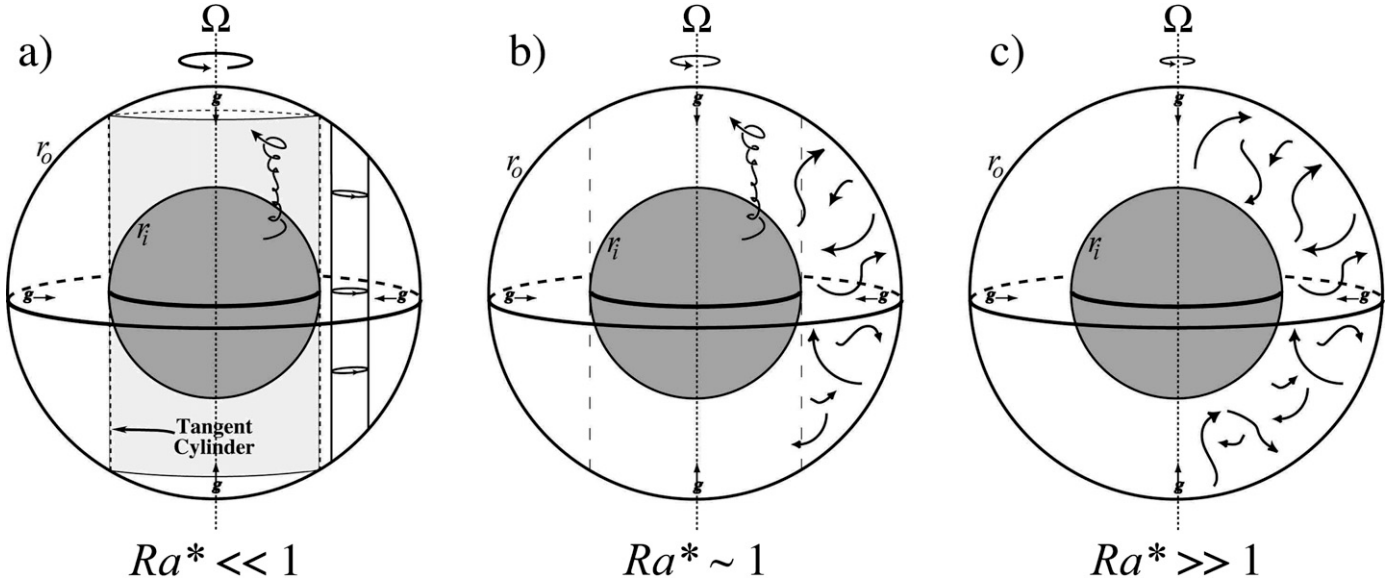 a)
Ω
g
r_o
r_i
g
g
Tangent
Cylinder
g
Ra* << 1
b)
Ω
g
r_o
r_i
g
g
g
Ra* ~ 1
c)
Ω
g
r_o
r_i
g
g
g
Ra* >> 1